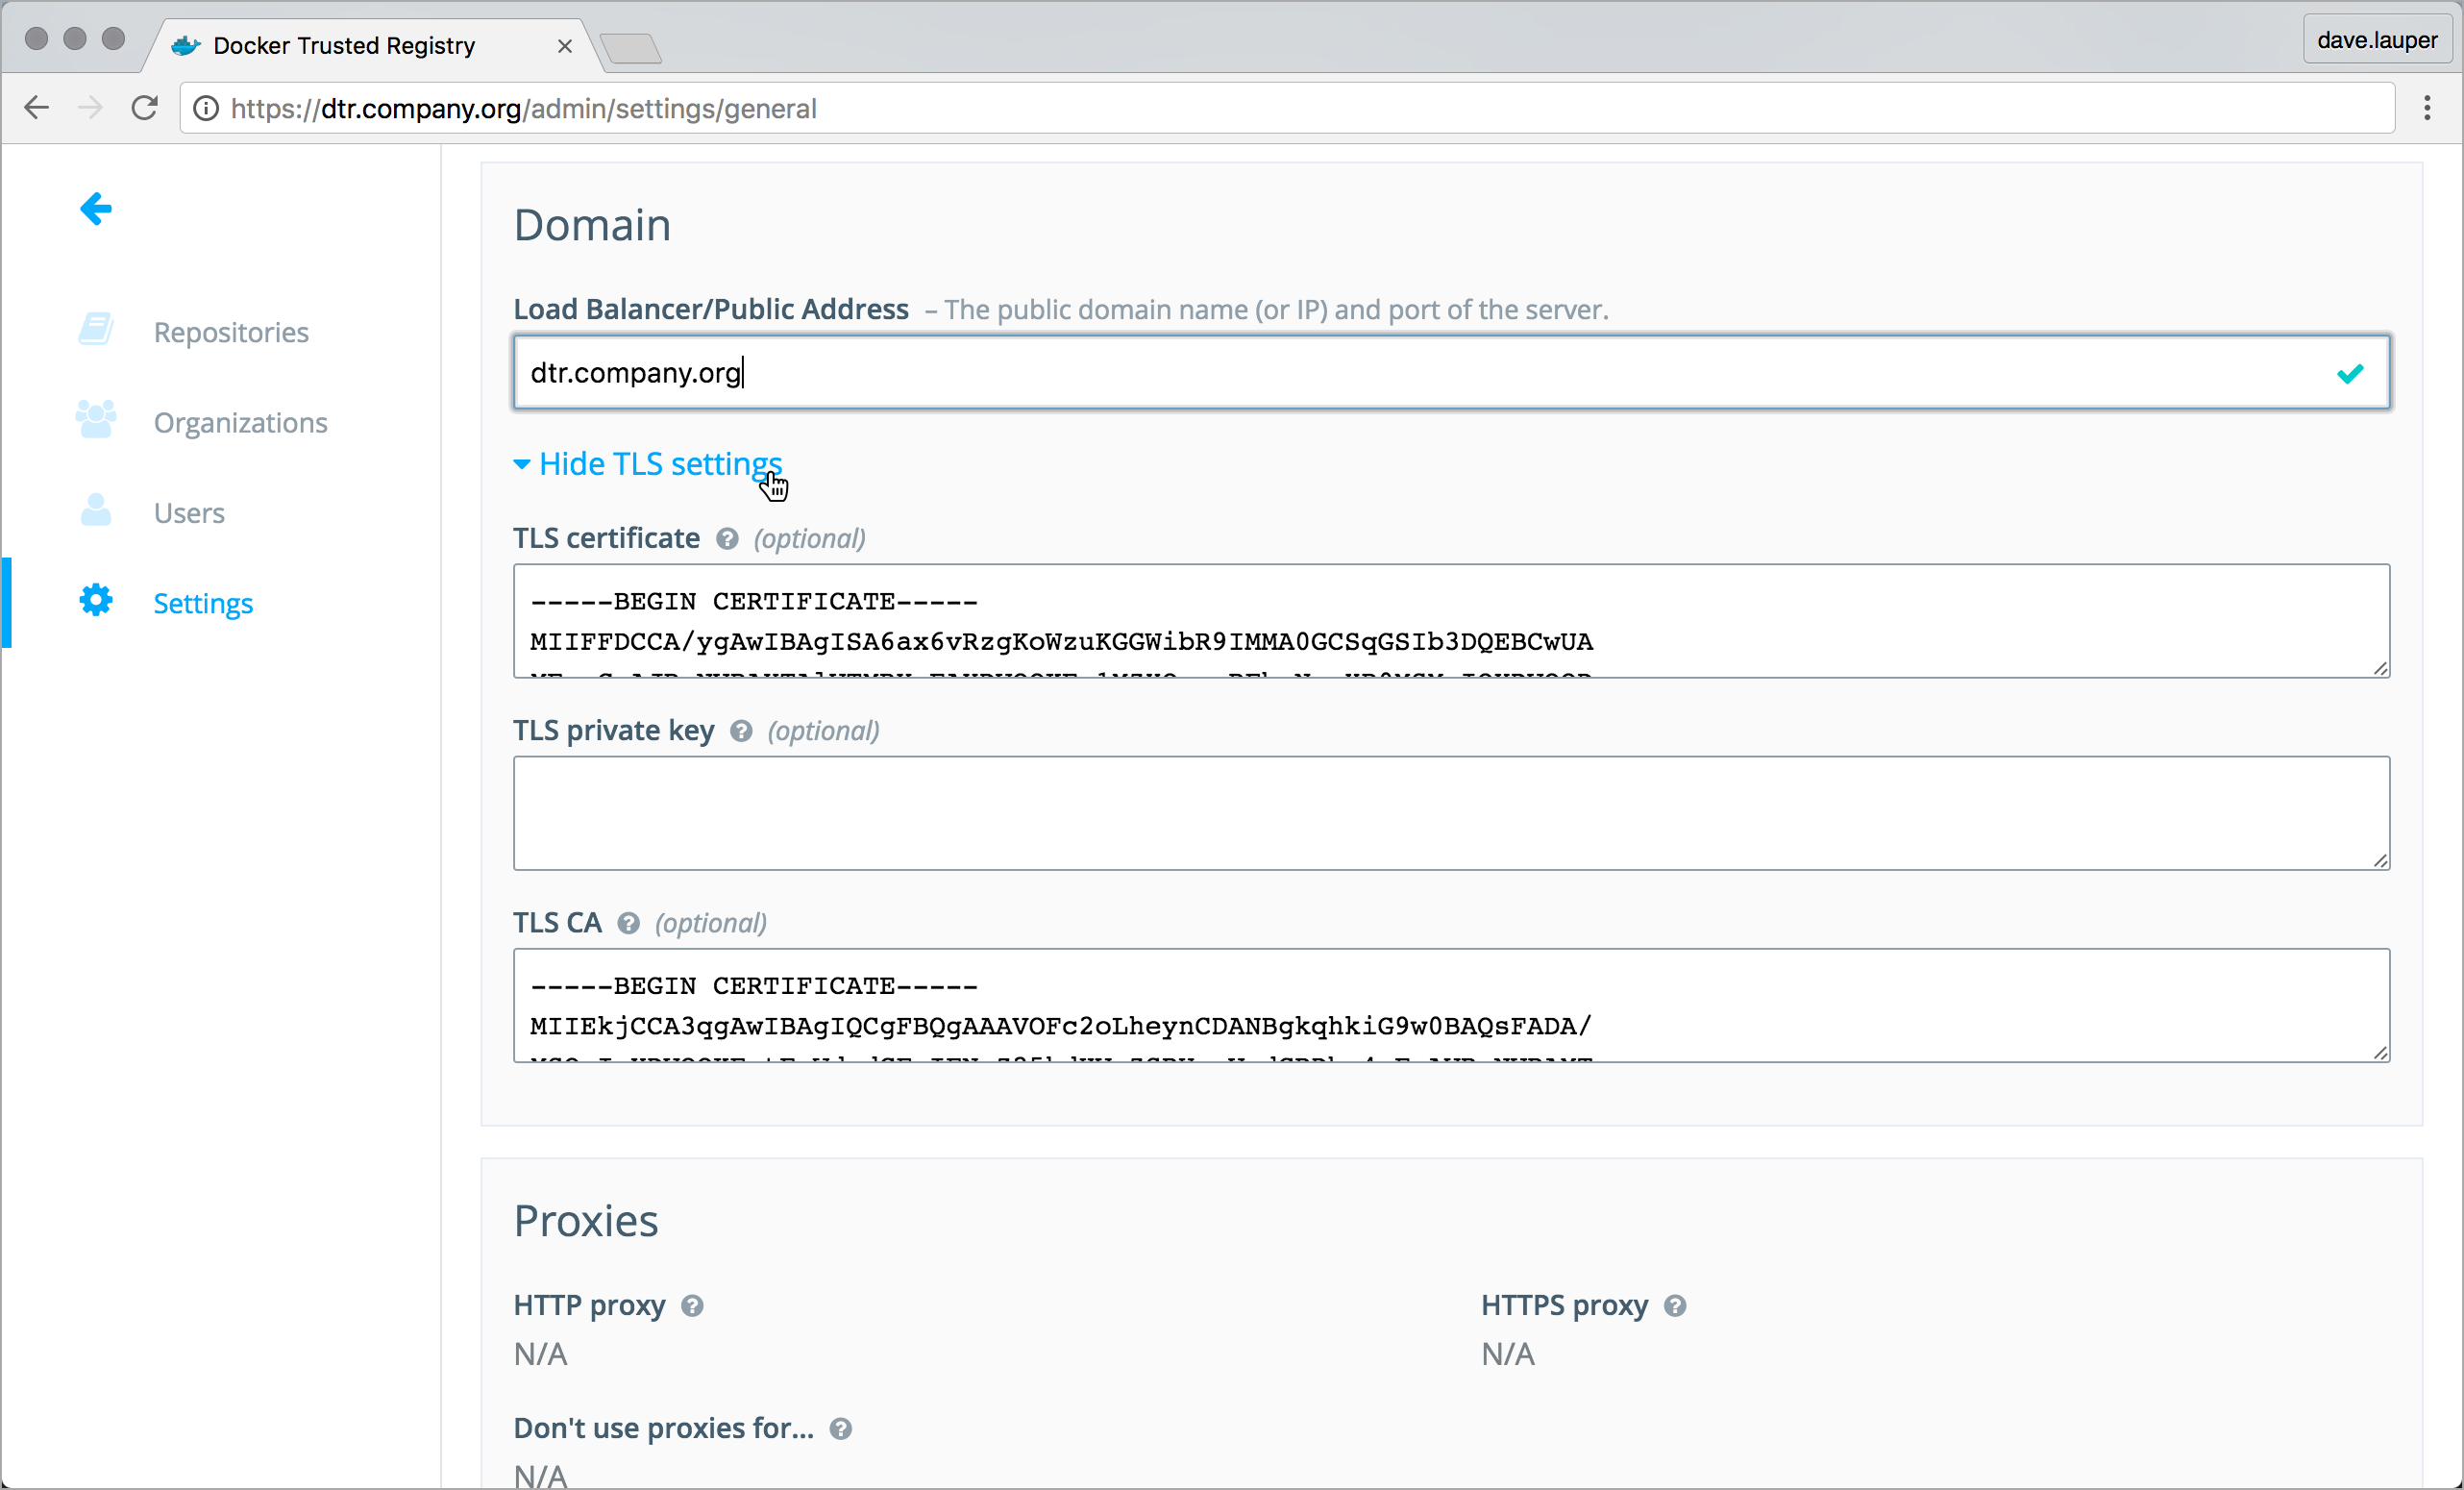 Docker Trusted Registry
dave.lauper
https://dtr.company.org/admin/settings/general
Repositories
Organizations
Users
Settings
Domain
Load Balancer/Public Address – The public domain name (or IP) and port of the server.
dtr.company.org
Hide TLS settings
TLS certificate ? (optional)
-----BEGIN CERTIFICATE-----
MIIFFDCCA/ygAwIBAgISA6ax6vRzgKoWzuKGGWibR9IMMA0GCSqGSIb3DQEBCwUA
TLS private key ? (optional)
TLS CA ? (optional)
-----BEGIN CERTIFICATE-----
MIIEkjCCA3qgAwIBAgIQCgFBQgAAAVOFc2oLheynCDANBgkqhkiG9w0BAQsFADA/
Proxies
HTTP proxy ? HTTPS proxy ?
N/A N/A
Don't use proxies for... ?
N/A